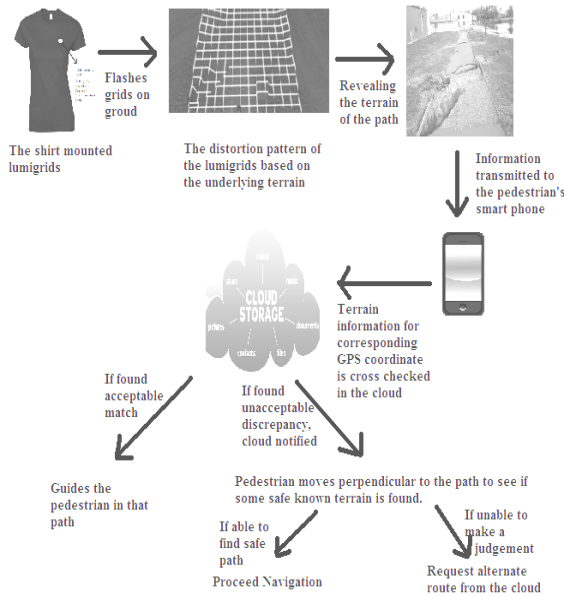 Flashes
grids on
groud
The shirt mounted
lumigrids
The distortion pattern of
the lumigrids based on
the underlying terrain
Revealing
the terrain
of the path
Information
transmitted to
the pedestrian's
smart phone
CLOUD
STORAGE
Terrain
information for
corresponding
GPS coordinate
is cross checked
in the cloud
If found
acceptable
match
If found
unacceptable
discrepancy,
cloud notified
Guides the
pedestrian in that
path
Pedestrian moves perpendicular to the path to see if
some safe known terrain is found.
If able to
find safe
path
Proceed Navigation
If unable to
make a
judgement
Request alternate
route from the cloud